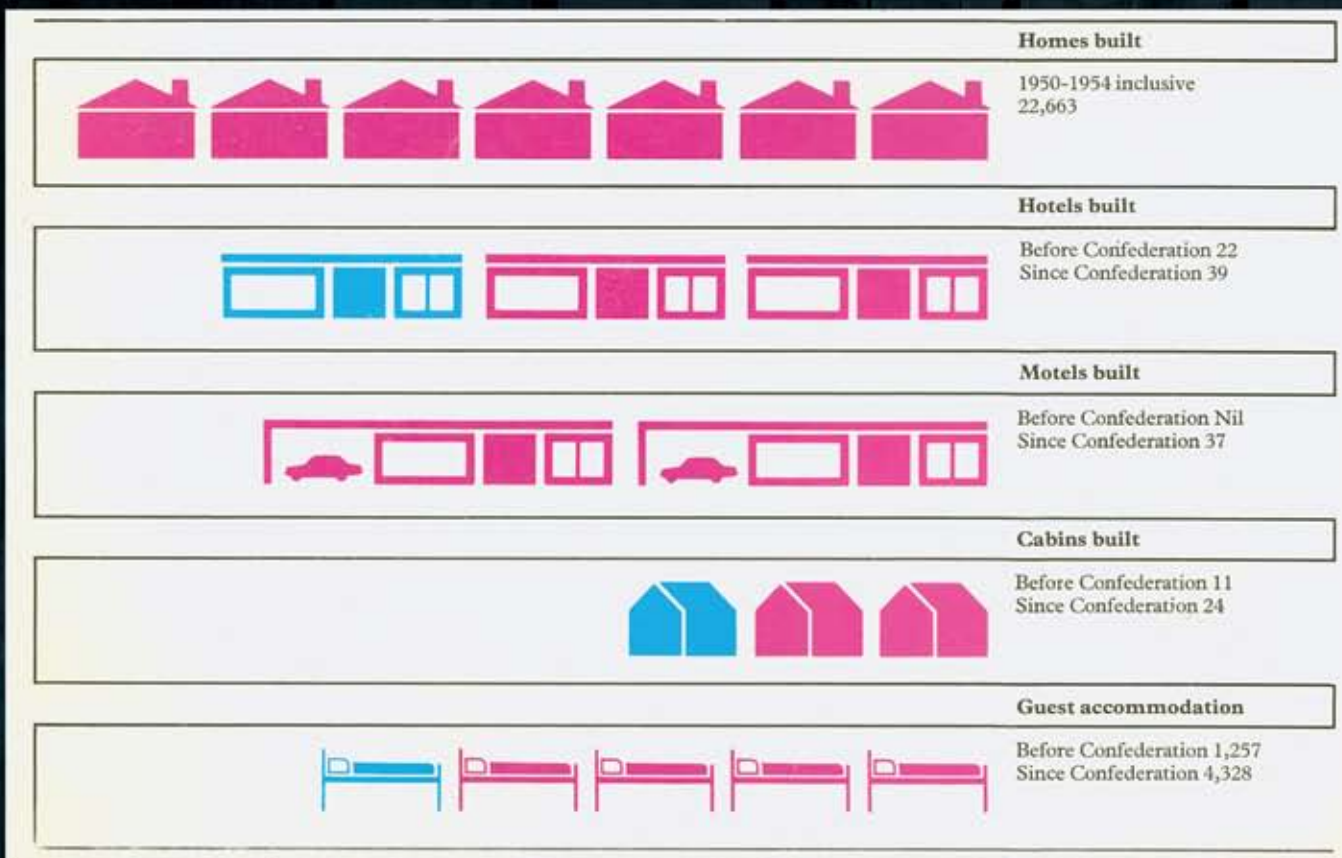 Homes built
1950-1954 inclusive
22,663
Hotels built
Before Confederation 22
Since Confederation 39
Motels built
Before Confederation Nil
Since Confederation 37
Cabins built
Before Confederation 11
Since Confederation 24
Guest accommodation
Before Confederation 1,257
Since Confederation 4,328